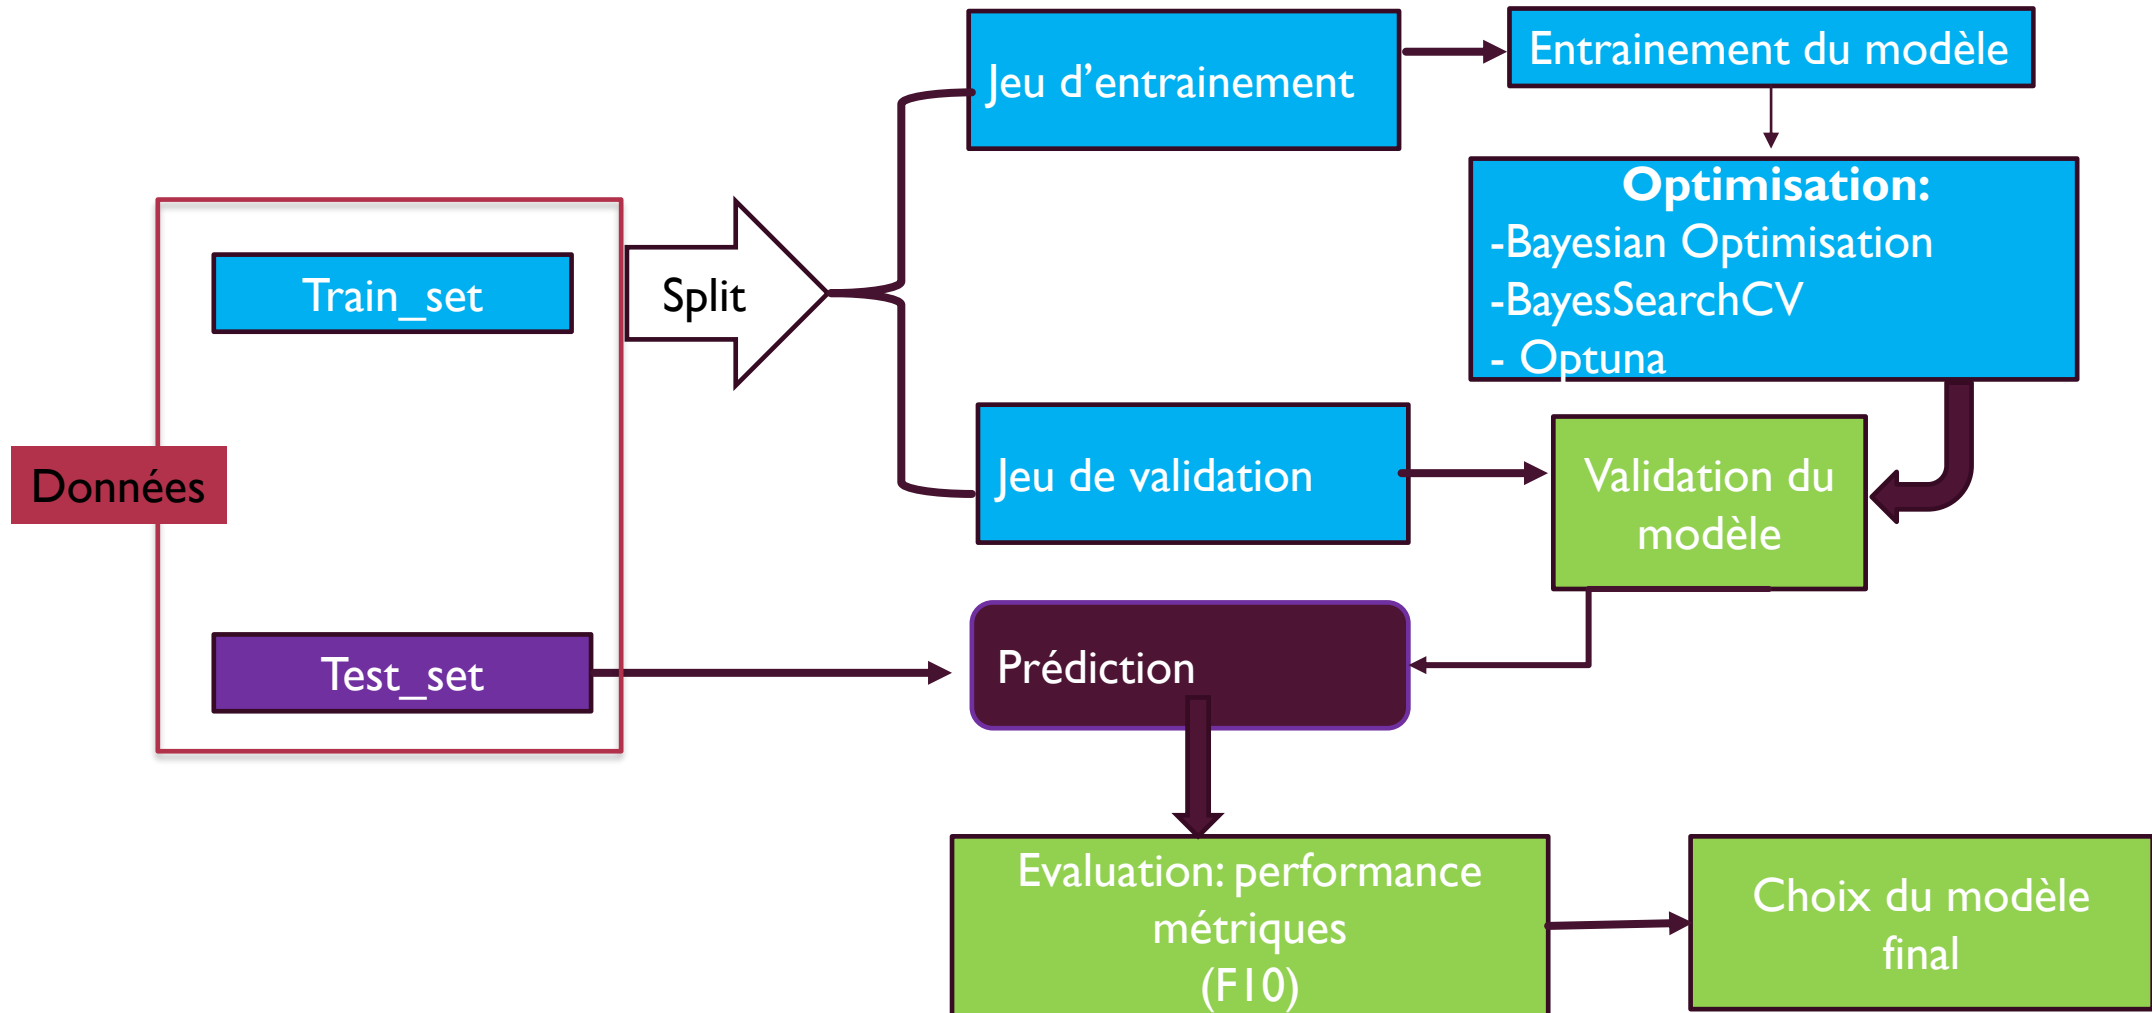 Jeu d'entrainement
Entrainement du modèle
Optimisation:
-Bayesian Optimisation
-BayesSearchCV
- Optuna
Train_set
Split
Données
Jeu de validation
Validation du
modèle
Test_set
Prédiction
Evaluation: performance
métriques
(F10)
Choix du modèle
final